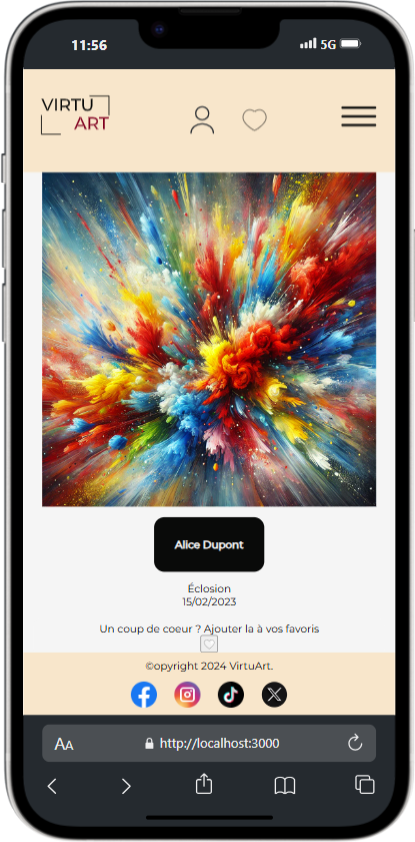 11:56
5G
VIRTU
ART
Alice Dupont
Éclosion
15/02/2023
Un coup de coeur ? Ajouter la à vos favoris
©opyright 2024 VirtuArt.
AA
http://localhost:3000